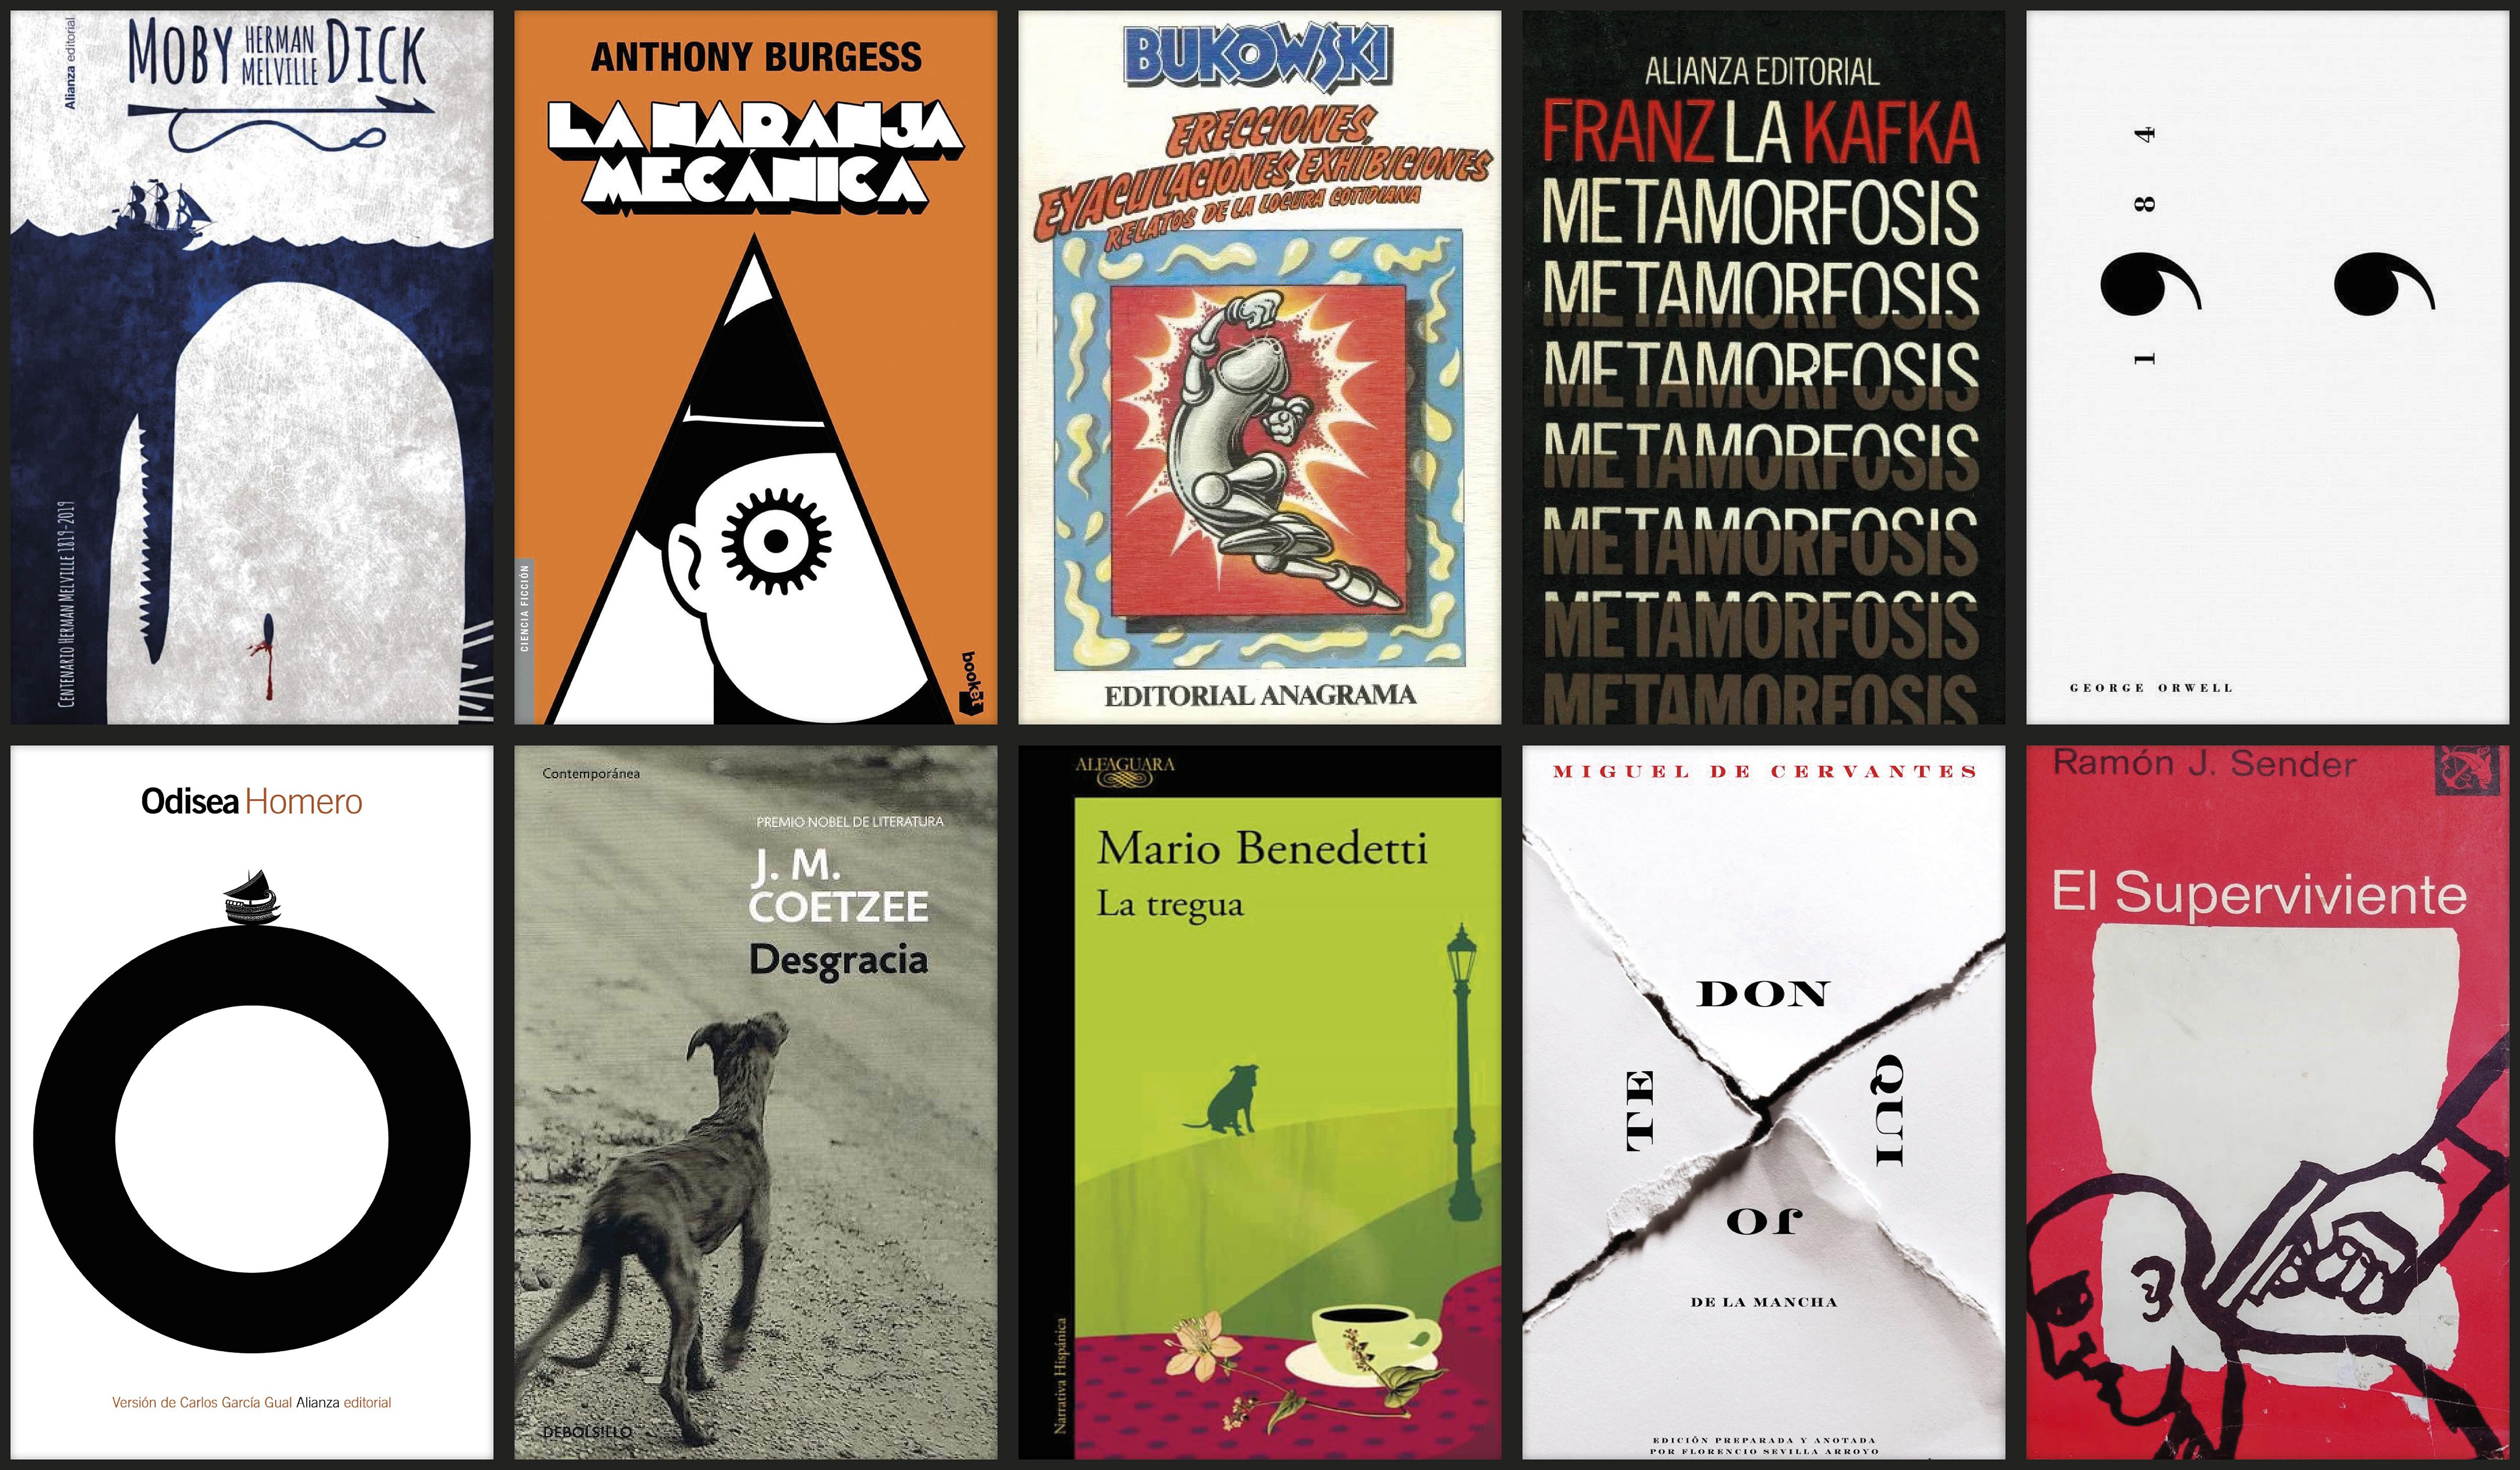 Alianza editorial
MOBY HERMAN MELVILLE DICK
CENTENARIO HERMAN MELVILLE 1819-2019
ANTHONY BURGESS
LA NARANJA
MECÁNICA
CIENCIA FICCIÓN
booket
BUKOWSKI
ERECCIONES,
EYACULACIONES, EXHIBICIONES
RELATOS DE LA LOCURA COTIDIANA
EDITORIAL ANAGRAMA
ALIANZA EDITORIAL
FRANZ LA KAFKA
METAMORFOSIS
METAMORFOSIS
METAMORFOSIS
METAMORFOSIS
METAMORFOSIS
METAMORFOSIS
METAMORFOSIS
1 9 8 4
GEORGE ORWELL
Odisea Homero
Versión de Carlos García Gual Alianza editorial
Contemporánea
PREMIO NOBEL DE LITERATURA
J. M.
COETZEE
Desgracia
DEBOLSILLO
ALFAGUARA
Mario Benedetti
La tregua
Narrativa Hispánica
MIGUEL DE CERVANTES
DON
QUI
JO
TE
DE LA MANCHA
EDICIÓN PREPARADA Y ANOTADA
POR FLORENCIO SEVILLA ARROYO
Ramón J. Sender
El Superviviente